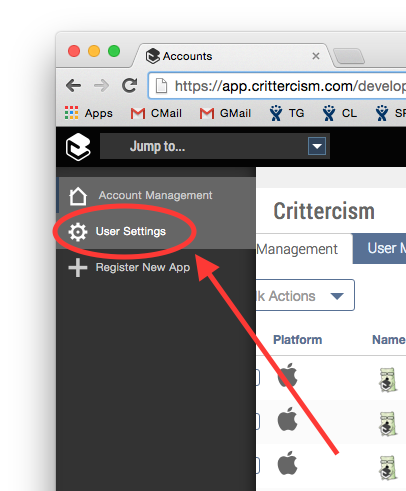 Accounts
https://app.crittercism.com/develop
Apps CMail GMail TG CL
Jump to...
Account Management
User Settings
Register New App
Crittercism
Management User M
k Actions
Platform Name